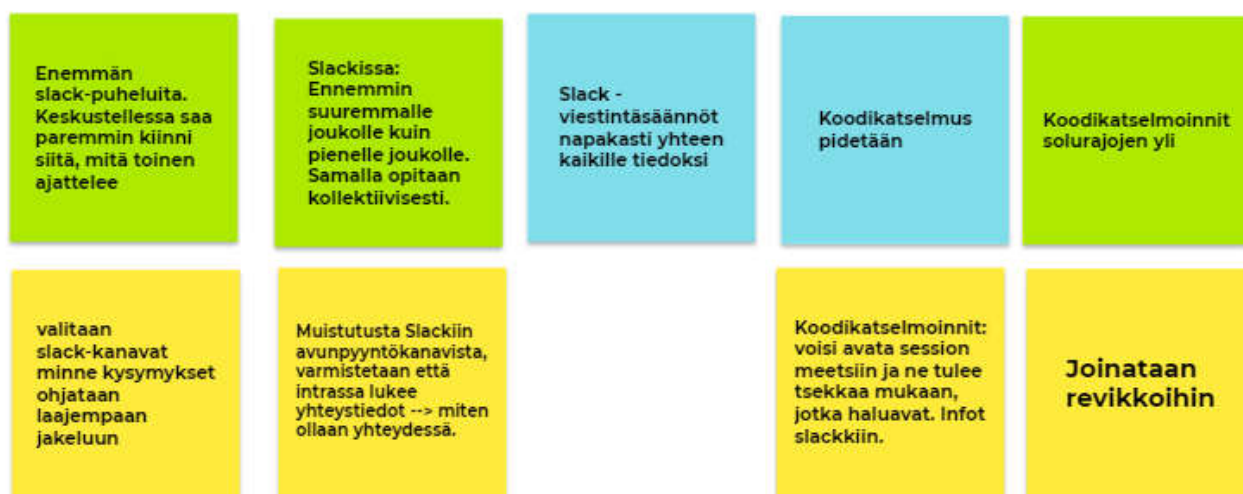 Enemmän
slack-puheluita.
Keskustellessa saa
paremmin kiinni
siitä, mitä toinen
ajattelee
Slackissa:
Ennemmin
suuremmalle
joukolle kuin
pienelle joukolle.
Samalla opitaan
kollektiivisesti.
Slack -
viestintäsäännöt
napakasti yhteen
kaikille tiedoksi
Koodikatselmus
pidetään
Koodikatselmoinnit
solurajojen yli
valitaan
slack-kanavat
minne kysymykset
ohjataan
laajempaan
jakeluun
Muistutusta Slackiin
avunpyyntökanavista,
varmistetaan että
intrassa lukee
yhteystiedot --> miten
ollaan yhteydessä.
Koodikatselmoinnit:
voisi avata session
meetsiin ja ne tulee
tsekkaa mukaan,
jotka haluavat. Infot
slackkiin.
Joinataan
revikkoihin